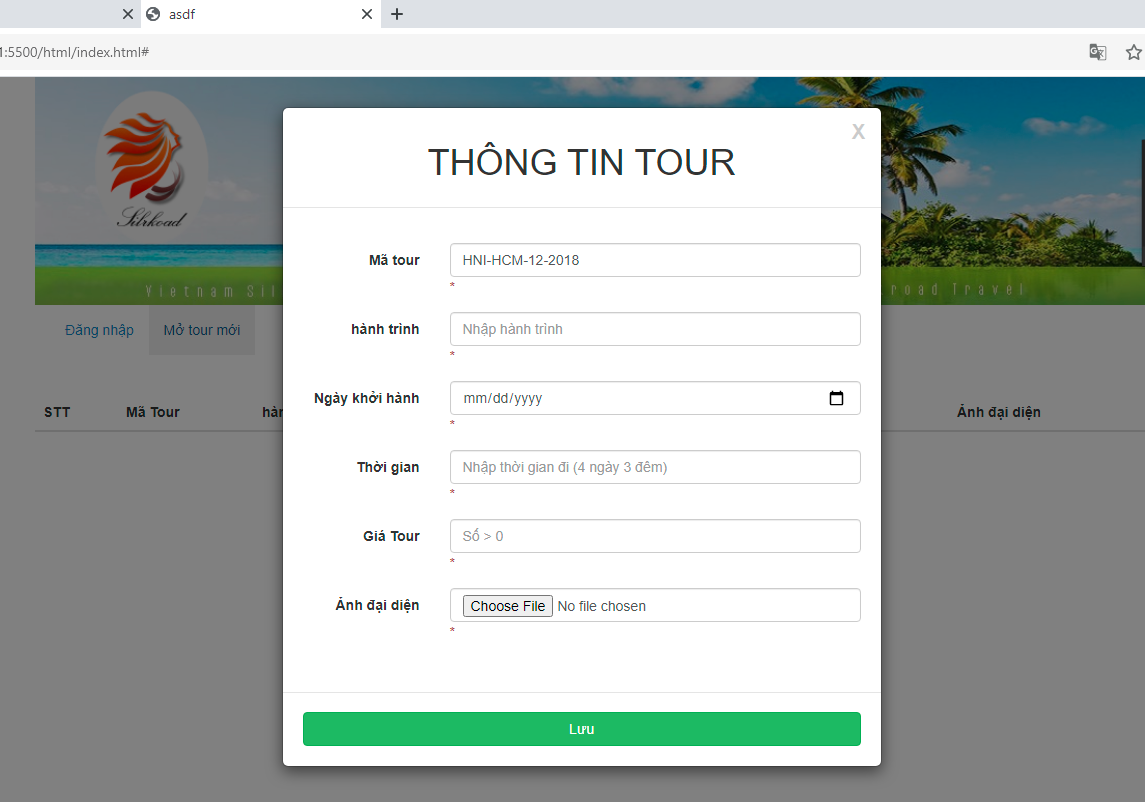 asdf
1:5500/html/index.html#
X
THÔNG TIN TOUR
Silrkoad
Vietnam Sil
road Travel
Đăng nhập
Mở tour mới
STT
Mã Tour
hàn
Ảnh đại diện
Mã tour
HNI-HCM-12-2018
*
hành trình
Nhập hành trình
*
Ngày khởi hành
mm/dd/yyyy
*
Thời gian
Nhập thời gian đi (4 ngày 3 đêm)
*
Giá Tour
Số > 0
*
Ảnh đại diện
Choose File No file chosen
*
Lưu